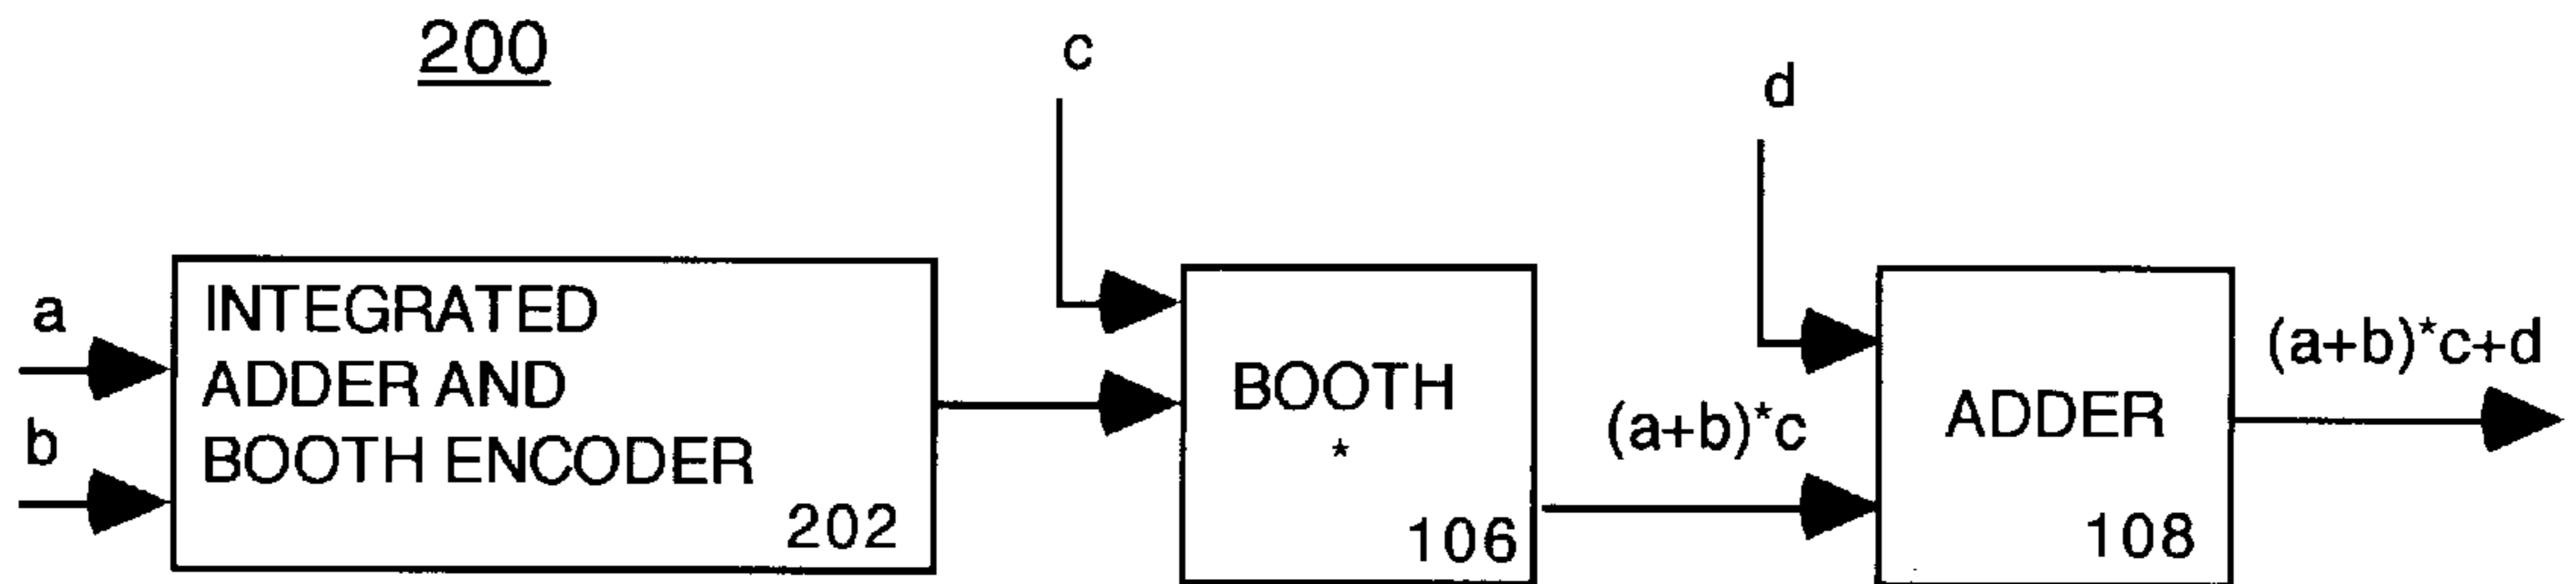 200
c
d
a
b
INTEGRATED
ADDER AND
BOOTH ENCODER
202
BOOTH
*
106
(a+b)*c
ADDER
108
(a+b)*c+d